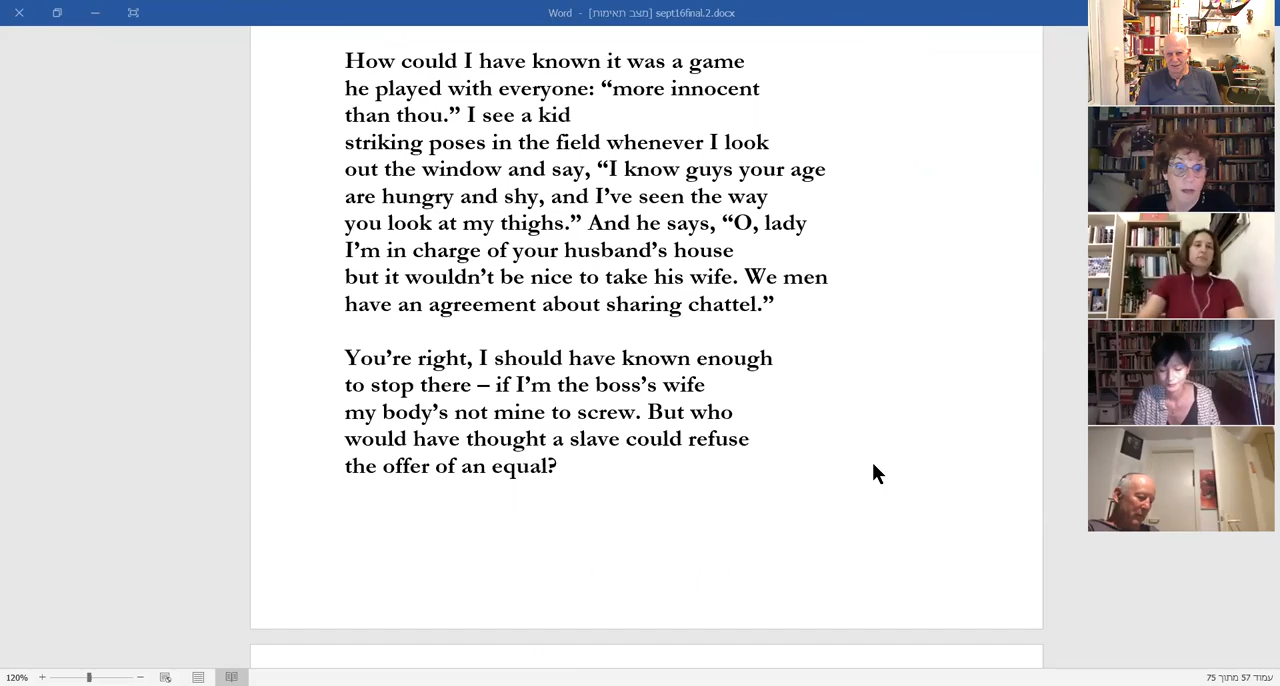 Word - [מצב תאימות] sept16final.2.docx
How could I have known it was a game
he played with everyone: “more innocent
than thou.” I see a kid
striking poses in the field whenever I look
out the window and say, “I know guys your age
are hungry and shy, and I’ve seen the way
you look at my thighs.” And he says, “O, lady
I’m in charge of your husband’s house
but it wouldn’t be nice to take his wife. We men
have an agreement about sharing chattel.”
You’re right, I should have known enough
to stop there – if I’m the boss’s wife
my body’s not mine to screw. But who
would have thought a slave could refuse
the offer of an equal?
120%
עמוד 57 מתוך 75